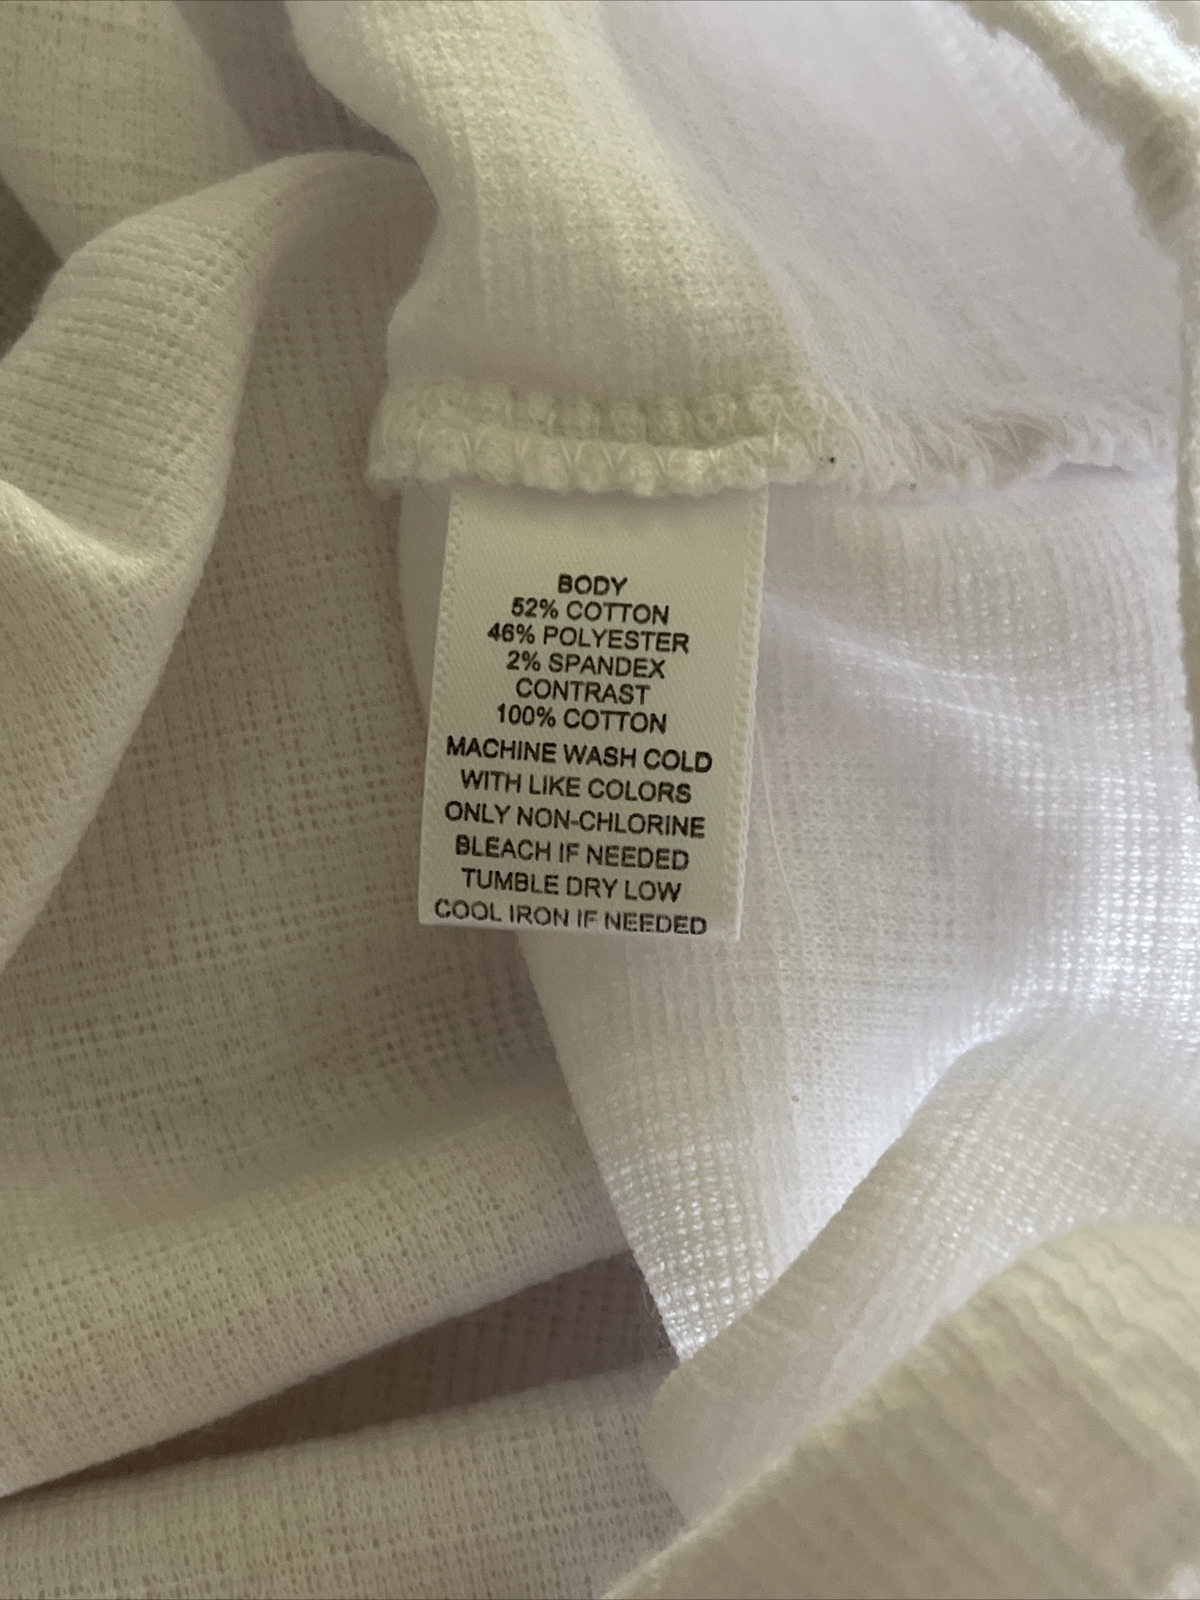 BODY
52% COTTON
46% POLYESTER
2% SPANDEX
CONTRAST
100% COTTON
MACHINE WASH COLD
WITH LIKE COLORS
ONLY NON-CHLORINE
BLEACH IF NEEDED
TUMBLE DRY LOW
COOL IRON IF NEEDED